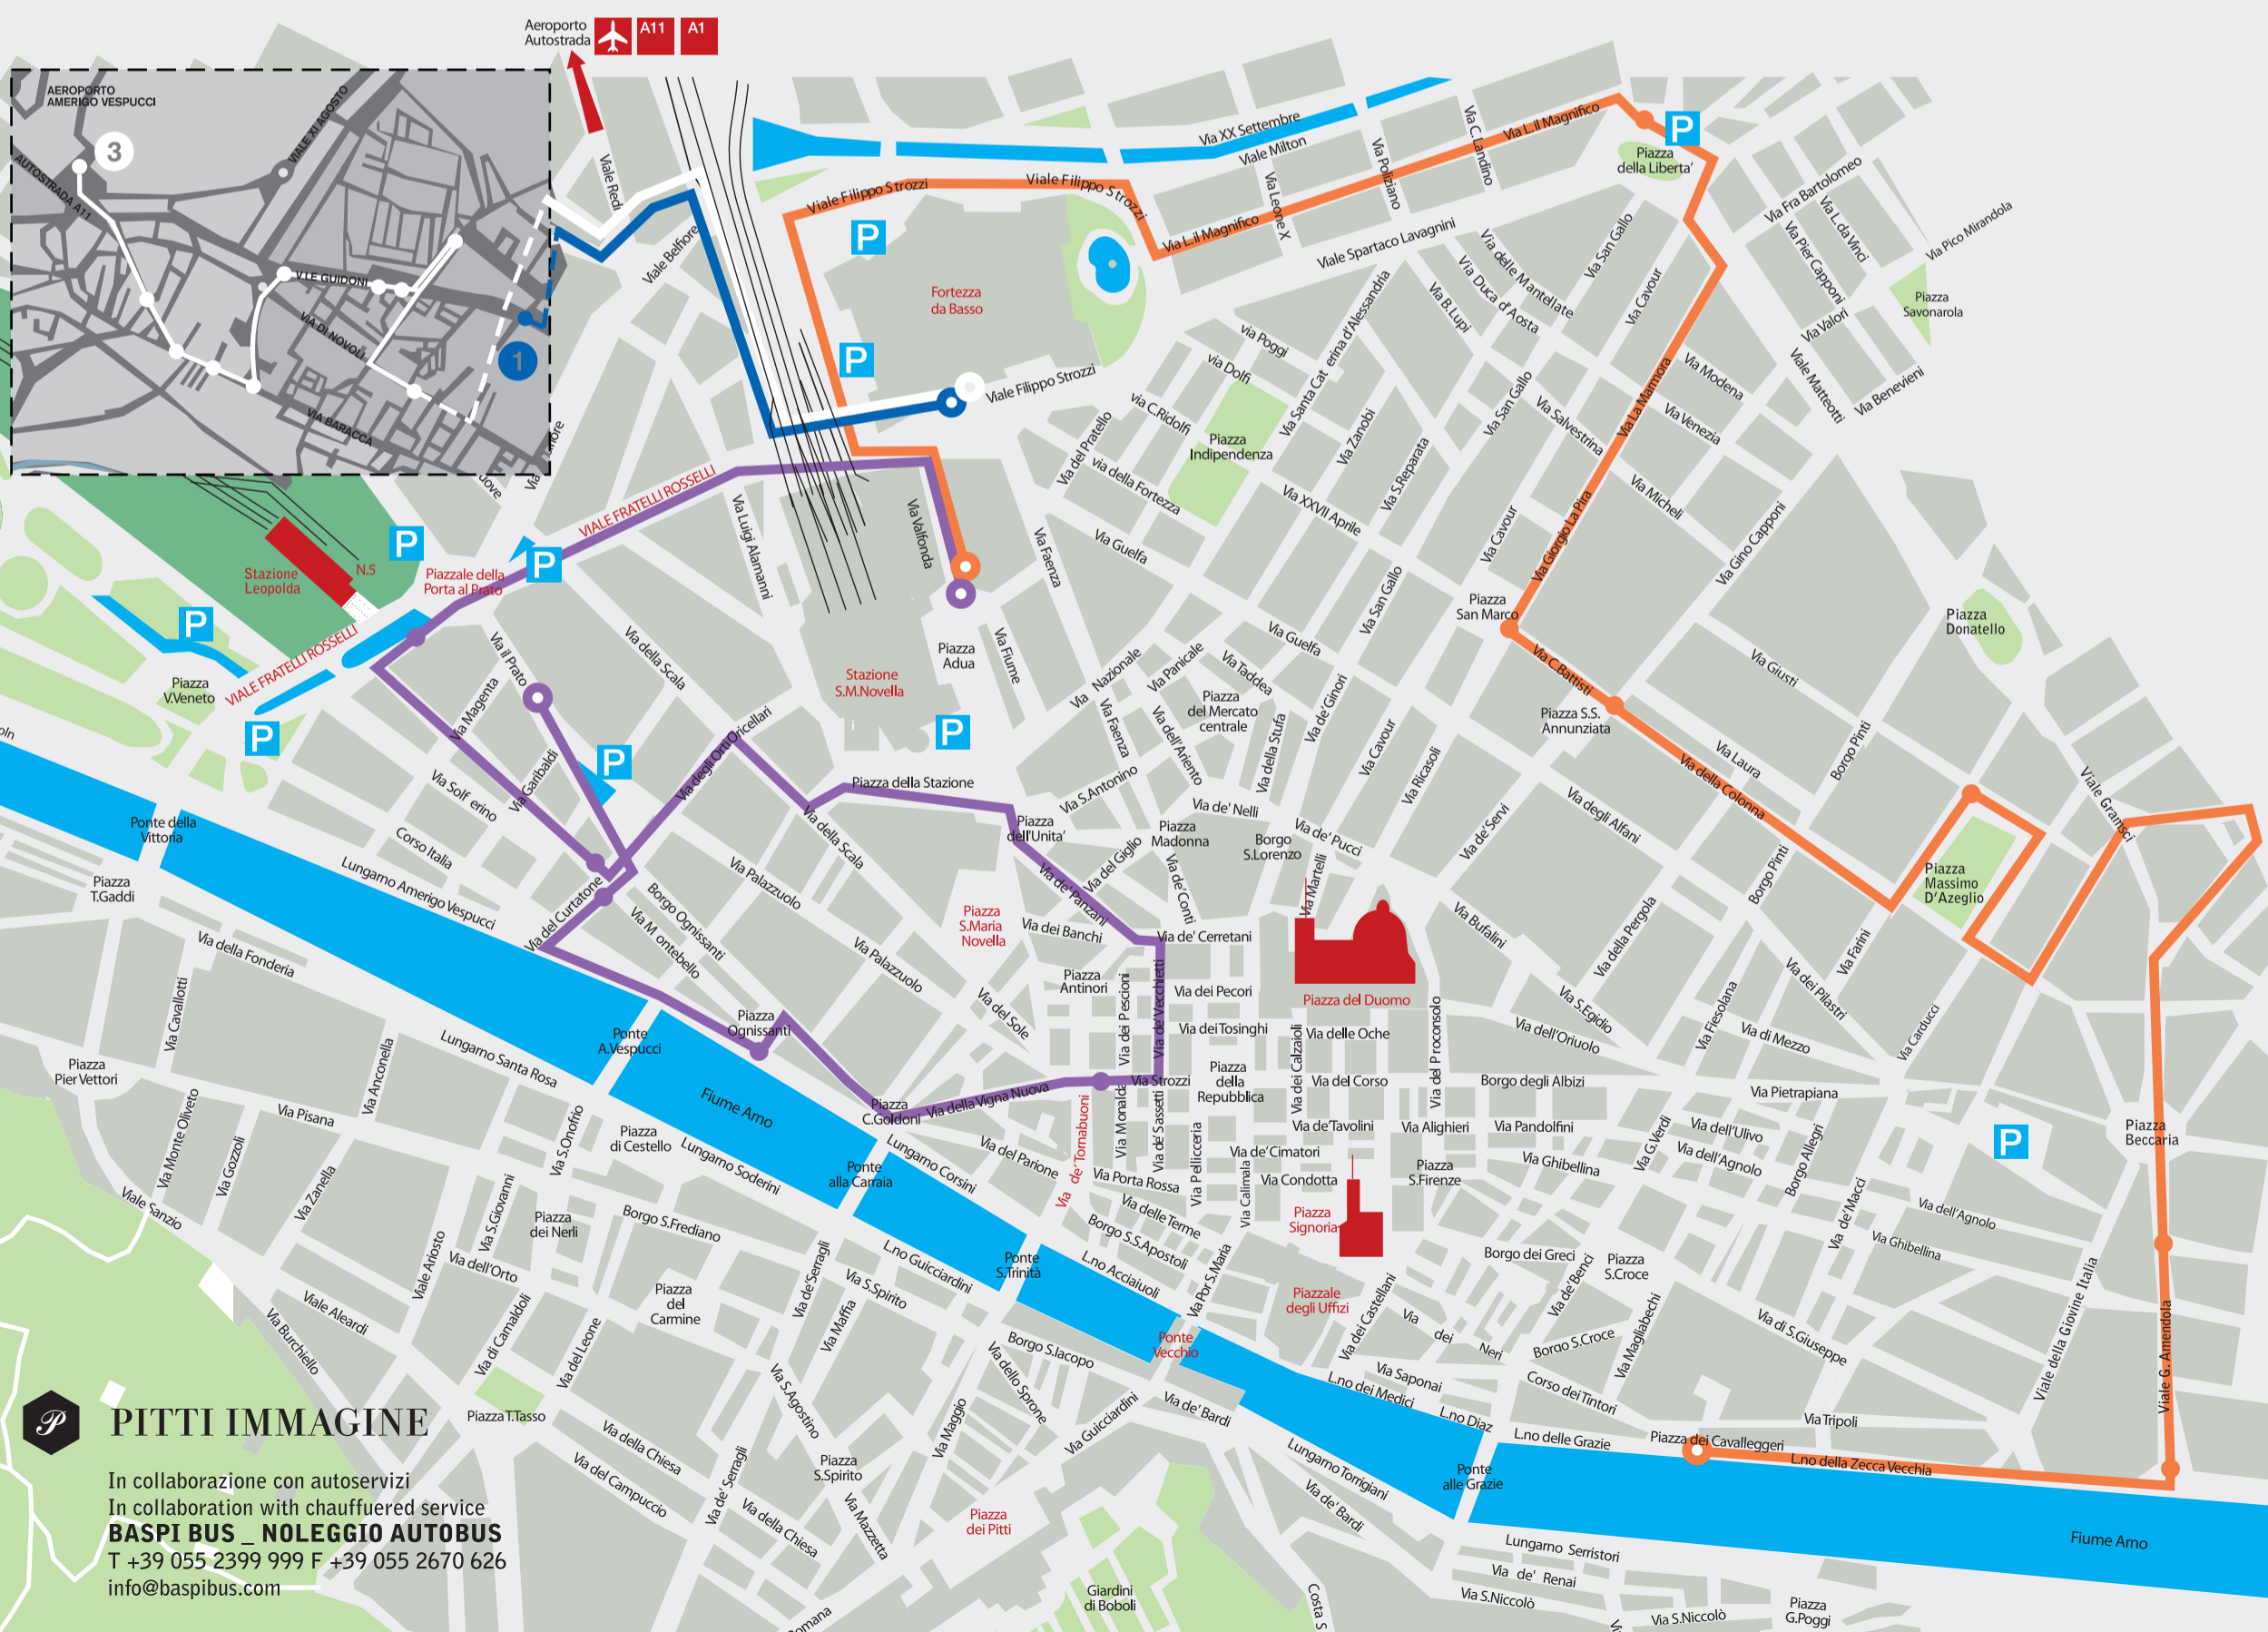 Aeroporto
Autostrada
A11
A1
AEROPORTO
AMERIGO VESPUCCI
3
VIALE XI AGOSTO
AUTOSTRADA A11
V.LE GUIDONI
VIA DI NOVOLI
VIA BARACCA
1
Viale Redi
Viale Belfiore
Via XX Settembre
Viale Milton
Via Leone X
Via Poliziano
Via C. Landino
Via L.il Magnifico
P
Piazza
della Liberta'
Viale Filippo Strozzi
Viale Filippo Strozzi
Via L.il Magnifico
P
Fortezza
da Basso
P
Viale Filippo Strozzi
Viale Spartaco Lavagnini
Via delle Mantellate
Via Duca d'Aosta
Via B. Lupi
Via San Gallo
Via Cavour
Via Fra Bartolomeo
Via L. da Vinci
Via Pier Capponi
Via Pico Mirandola
Piazza
Savonarola
Via Valori
Viale Matteotti
Via Benevieni
Via Modena
Via Venezia
Via La Marmora
Via Salvestrina
Via Micheli
Via San Gallo
Via S.Reparata
Via Zanobi
Via Santa Cat erina d'Alessandria
via Poggi
via Dolfi
via C.Ridolfi
Piazza
Indipendenza
Via del Pratello
via della Fortezza
Via XXVII Aprile
Via Guelfa
Via Faenza
Via Valfonda
VIALE FRATELLI ROSSELLI
Via Luigi Alamanni
Stazione
Leopolda
N.5
P
Piazzale della
Porta al Prato
P
VIALE FRATELLI ROSSELLI
P
Piazza
V.Veneto
P
Via il Prato
Via della Scala
Via Magenta
Via Garibaldi
Via Solf erino
Corso Italia
Lungarno Amerigo Vespucci
P
Via degli Orti Oricellari
Stazione
S.M.Novella
P
Piazza
Adua
Via Fiume
Piazza della Stazione
Piazza
dell'Unita'
Via della Scala
Via Nazionale
Via Faenza
Via Panicale
Via Taddea
Piazza
del Mercato
centrale
Via dell'Ariento
Via della Stufa
Via de'Ginori
Via Guelfa
Via San Gallo
Via Cavour
Piazza
San Marco
Via Giorgio La Pira
Via Gino Capponi
Via C.Battisti
Piazza S.S.
Annunziata
Via Giusti
Piazza
Donatello
Via Laura
Via della Colonna
Borgo Pinti
Viale Gramsci
Via Cavour
Via Ricasoli
Via de'Servi
Via degli Alfani
Via S.Antonino
Via de' Nelli
Piazza
Madonna
Borgo
S.Lorenzo
Via de' Pucci
Via Martelli
Via del Giglio
Via de' Panzani
Via de'Conti
Via dei Banchi
Via de' Cerretani
Piazza
S.Maria
Novella
Piazza
Antinori
Via dei Pecori
Piazza del Duomo
Via Bufalini
Via della Pergola
Borgo Pinti
Piazza
Massimo
D'Azeglio
Via Farini
Via dei Pilastri
Via S.Egidio
Via dell'Oriuolo
Via Fiesolana
Via di Mezzo
Via Carducci
Via Pietrapiana
Ponte della
Vittoria
Piazza
T.Gaddi
Via della Fonderia
Via Cavallotti
Via del Curtatone
Borgo Ognissanti
Via M ontebello
Via Palazzuolo
Via Palazzuolo
Via del Sole
Piazza
Ognissanti
Ponte
A.Vespucci
Fiume Arno
Piazza
C.Goldoni
Via della Vigna Nuova
Via Strozzi
Via dei Pescioni
Via de' Vecchietti
Via dei Tosinghi
Via delle Oche
Via dei Calzaioli
Via del Proconsolo
Piazza
della
Repubblica
Via del Corso
Borgo degli Albizi
Via de' Tornabuoni
Via Monalda
Via de' Sassetti
Via Pellicceria
Via Calimala
Via de'Tavolini
Via Alighieri
Via Pandolfini
Via de'Cimatori
Via Condotta
Piazza
S.Firenze
Via Ghibellina
Via G.Verdi
Via dell'Ulivo
Via dell'Agnolo
Borgo Allegri
Via de'Macci
P
Piazza
Beccaria
Via dell'Agnolo
Via Ghibellina
Piazza
Pier Vettori
Via Anconella
Lungarno Santa Rosa
Via Pisana
Via Monte Oliveto
Via Gozzoli
Via Zanella
Via S.Onofrio
Piazza
di Cestello
Lungarno Soderini
Ponte
alla Carraia
Lungarno Corsini
Via del Parione
Via Porta Rossa
Via delle Terme
Borgo S.S.Apostoli
L.no Acciaiuoli
Via Por S.Maria
Piazza
Signoria
Piazzale
degli Uffizi
Borgo dei Greci
Piazza
S.Croce
Via de'Benci
Via Magliabechi
Via di S.Giuseppe
Viale della Giovine Italia
Viale G. Amendola
Viale Sanzio
Via S.Giovanni
Piazza
dei Nerli
Viale Ariosto
Via dell'Orto
Borgo S.Frediano
Piazza
del
Carmine
Via de'Serragli
Via S.Spirito
L.no Guicciardini
Ponte
S.Trinità
Ponte
Vecchio
Via Maffia
Viale Aleardi
Via Burchiello
Via di Camaldoli
Via del Leone
Borgo S.Iacopo
Via dello Sprone
Via Guicciardini
Via de' Bardi
Via dei Castellani
Via dei Neri
Borgo S.Croce
Via Saponai
L.no dei Medici
L.no Diaz
Corso dei Tintori
L.no delle Grazie
Piazza dei Cavalleggeri
L.no della Zecca Vecchia
Via Tripoli
Piazza T.Tasso
Via della Chiesa
Via del Campuccio
Via S.Agostino
Via de' Serragli
Via della Chiesa
Piazza
S.Spirito
Via Mazzetta
Via Maggio
Piazza
dei Pitti
Lungarno Torrigiani
Via de' Bardi
Ponte
alle Grazie
Fiume Arno
Lungarno Serristori
Via de' Renai
Via S.Niccolò
Via S.Niccolò
Piazza
G.Poggi
Giardini
di Boboli
Costa S
PITTI IMMAGINE
In collaborazione con autoservizi
In collaboration with chauffuered service
BASPI BUS _ NOLEGGIO AUTOBUS
T +39 055 2399 999 F +39 055 2670 626
info@baspibus.com